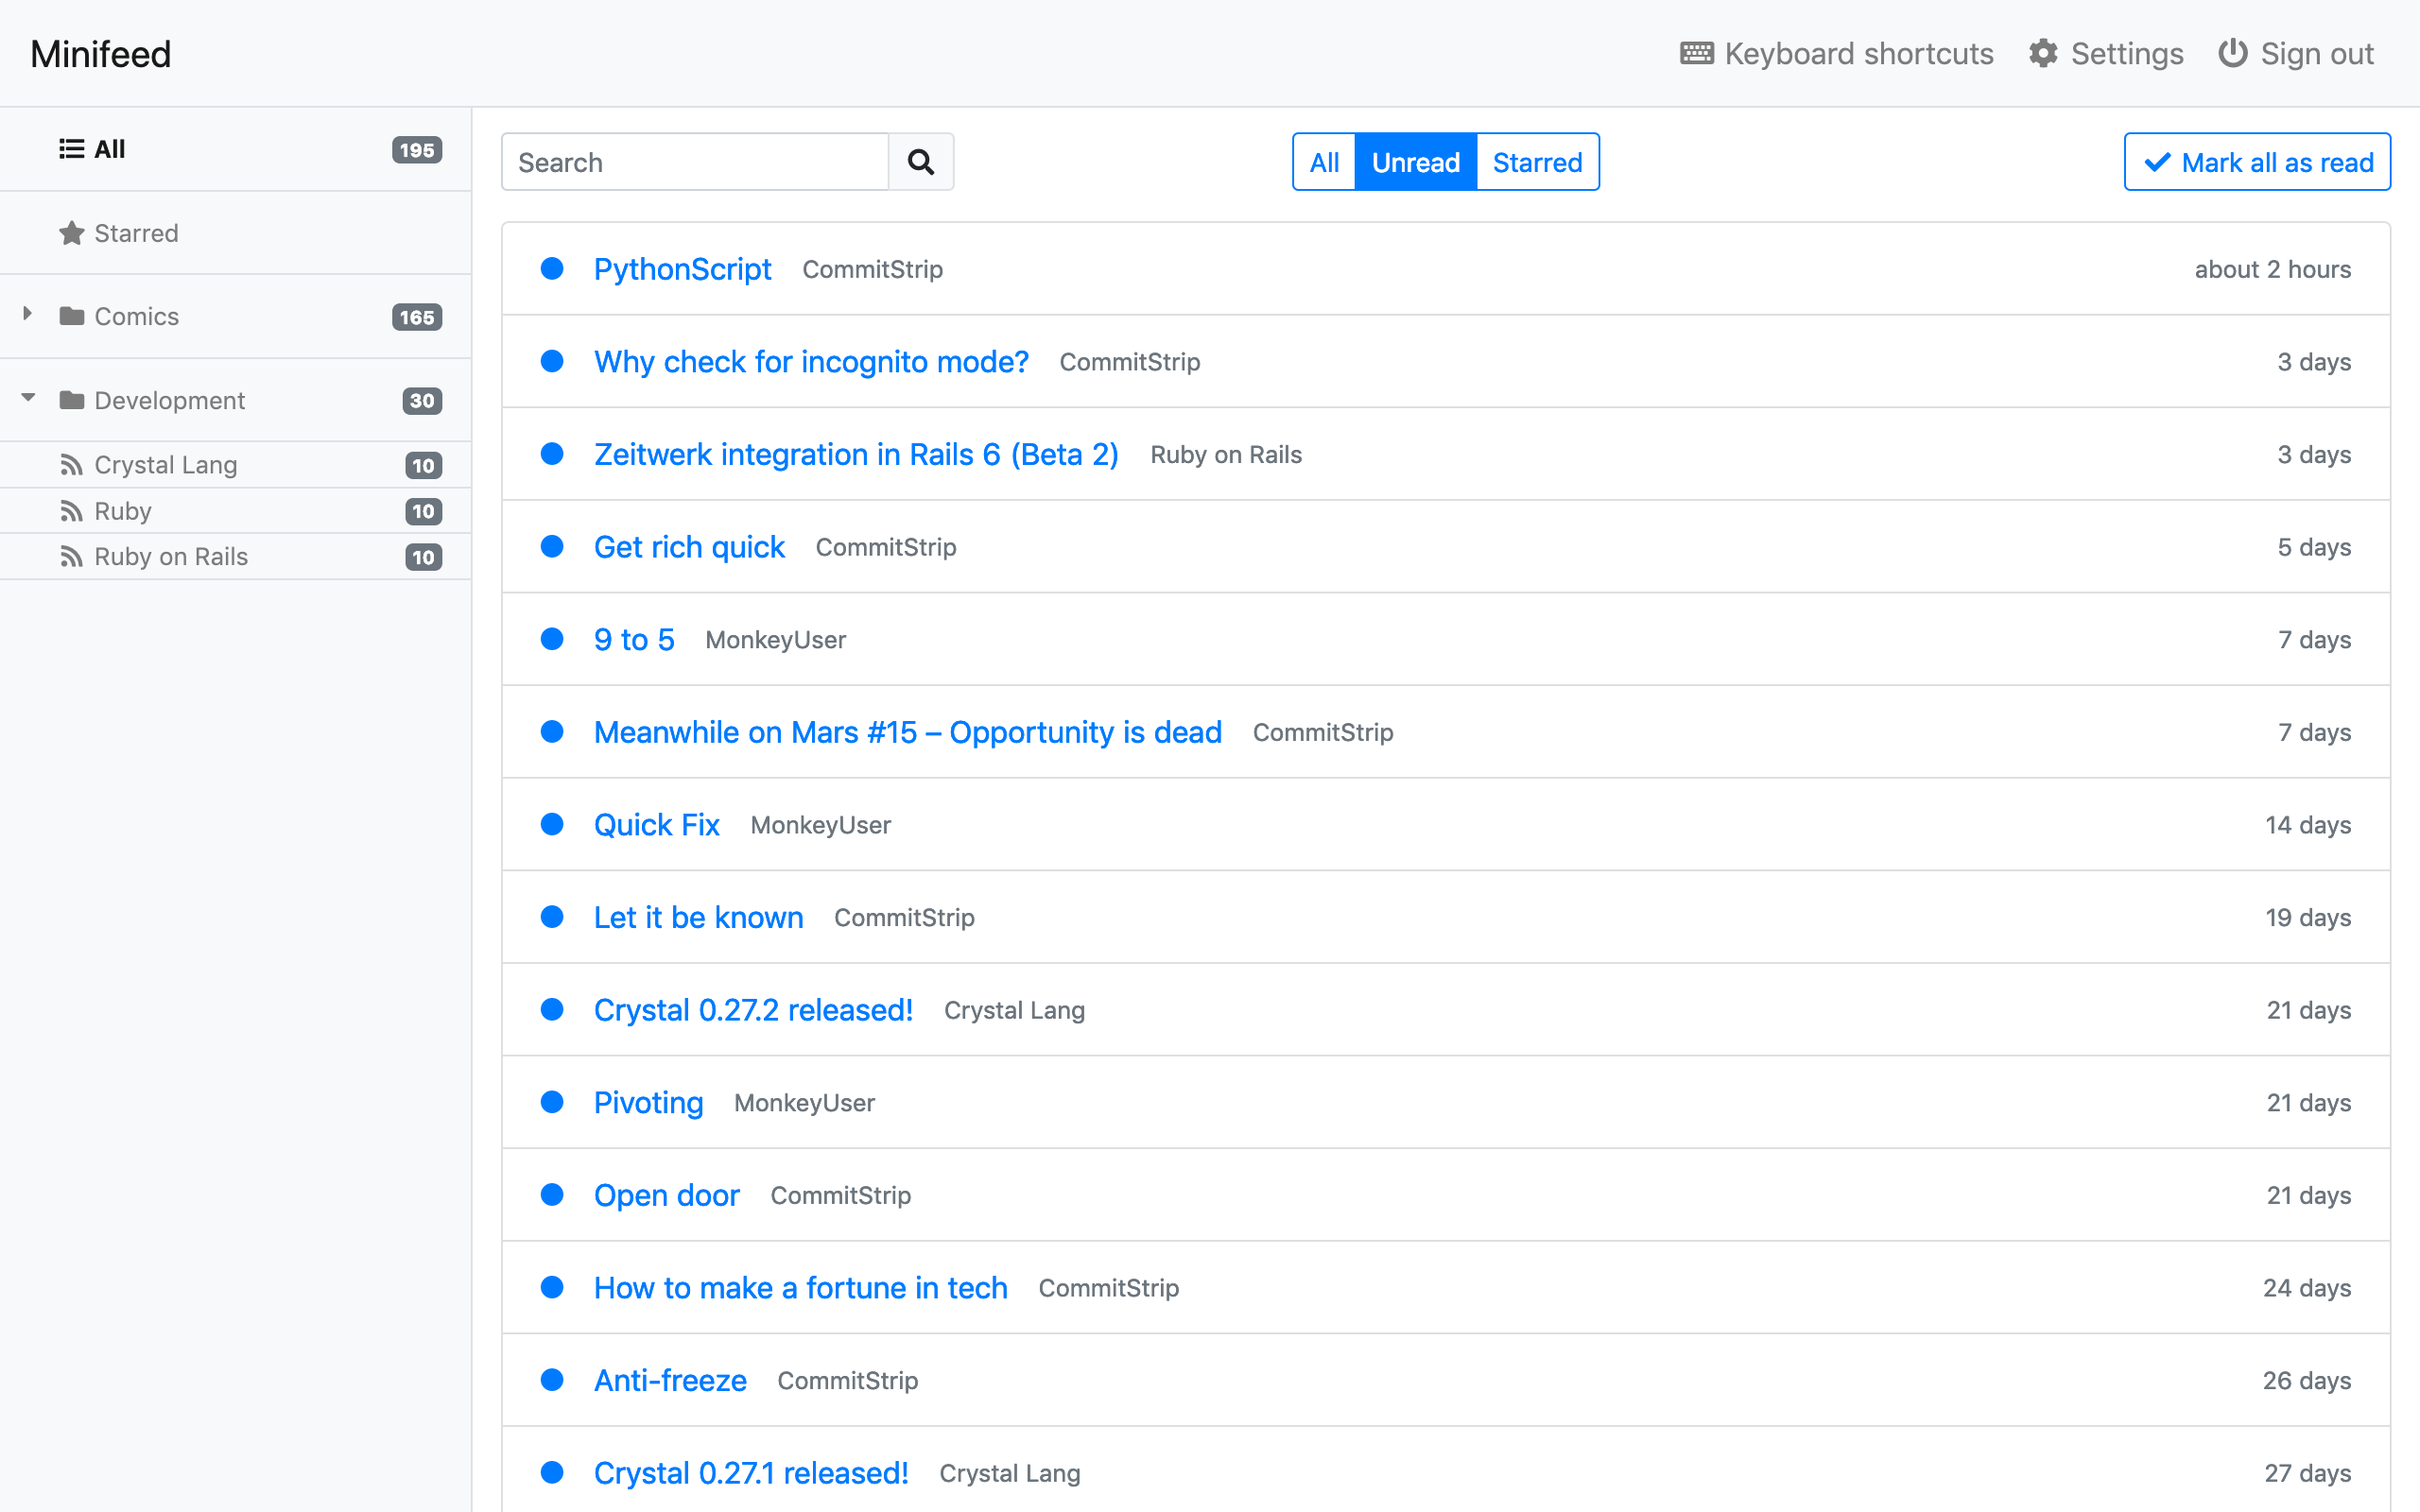 Minifeed
Keyboard shortcuts Settings Sign out
All 195
Starred
Comics 165
Development 30
Crystal Lang 10
Ruby 10
Ruby on Rails 10
Search All Unread Starred Mark all as read
PythonScript CommitStrip about 2 hours
Why check for incognito mode? CommitStrip 3 days
Zeitwerk integration in Rails 6 (Beta 2) Ruby on Rails 3 days
Get rich quick CommitStrip 5 days
9 to 5 MonkeyUser 7 days
Meanwhile on Mars #15 – Opportunity is dead CommitStrip 7 days
Quick Fix MonkeyUser 14 days
Let it be known CommitStrip 19 days
Crystal 0.27.2 released! Crystal Lang 21 days
Pivoting MonkeyUser 21 days
Open door CommitStrip 21 days
How to make a fortune in tech CommitStrip 24 days
Anti-freeze CommitStrip 26 days
Crystal 0.27.1 released! Crystal Lang 27 days